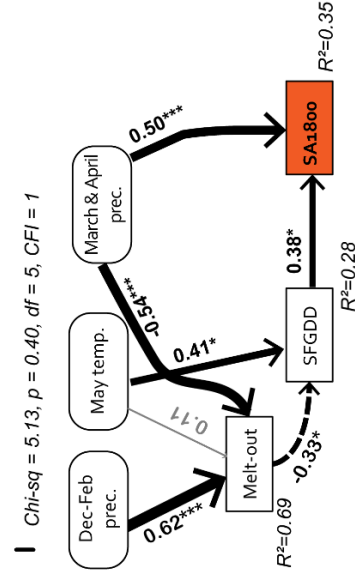 I Chi-sq = 5.13, p = 0.40, df = 5, CFI = 1
Dec-Feb
prec.
May temp.
March & April
prec.
0.62***
0.11
0.41*
-0.54***
0.50***
Melt-out
R²=0.69
-0.33*
SFGDD
R²=0.28
0.38*
SA1800
R²=0.35